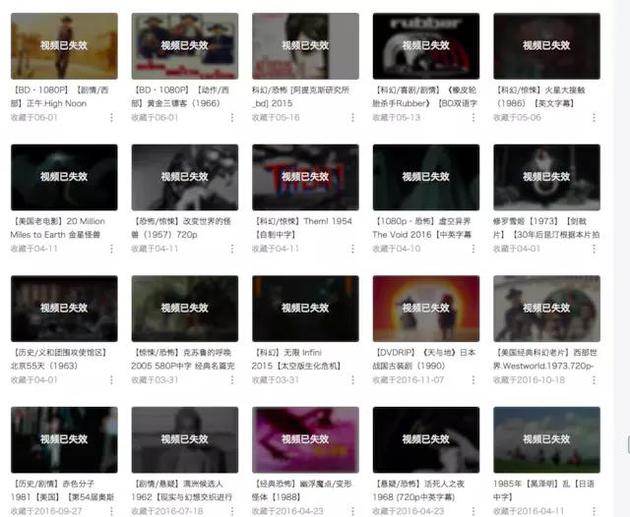 视频已失效
视频已失效
视频已失效
rubber
视频已失效
视频已失效
【BD·1080P】【剧情/西
部】正午.High Noon
收藏于06-01
【BD·1080P】【动作/西
部】黄金三镖客（1966）
收藏于06-01
科幻/恐怖 [阿提克斯研究所
_bd] 2015
收藏于05-16
【科幻/喜剧/剧情】《橡皮轮
胎杀手Rubber》【BD双语字
收藏于05-13
【科幻/惊悚】火星大接触
（1986）【英文字幕】
收藏于05-06
视频已失效
视频已失效
THEM!
视频已失效
视频已失效
视频已失效
【美国老电影】20 Million
Miles to Earth 金星怪兽
收藏于04-11
【恐怖/惊悚】改变世界的怪
兽（1957）720p
收藏于04-11
【科幻/惊悚】Them! 1954
【自制中字】
收藏于04-11
【1080p·恐怖】虚空异界
The Void 2016【中英字幕
收藏于04-10
修罗雪姬【1973】【剑戟
片】【30年后昆汀根据本片拍
收藏于04-01
视频已失效
视频已失效
视频已失效
视频已失效
视频已失效
【历史/义和团围攻使馆区】
北京55天（1963）
收藏于04-01
【惊悚/恐怖】克苏鲁的呼唤
2005 580P中字 经典名篇完
收藏于03-31
【科幻】无限 Infini
2015【太空版生化危机】
收藏于03-31
【DVDRIP】《天与地》日本
战国古装剧（1990）
收藏于2016-11-07
【美国经典科幻老片】西部世
界.Westworld.1973.720p-
收藏于2016-10-18
视频已失效
视频已失效
视频已失效
视频已失效
视频已失效
【历史/剧情】赤色分子
1981【美国】【第54届奥斯
收藏于2016-09-27
【剧情/悬疑】满洲候选人
1962【现实与幻想交织进行
收藏于2016-07-18
【经典恐怖】幽浮魔点/变形
怪体【1988】
收藏于2016-04-23
【悬疑/恐怖】活死人之夜
1968 (720p中英字幕)
收藏于2016-04-23
1985年【黑泽明】乱【日语
中字】
收藏于2016-04-11